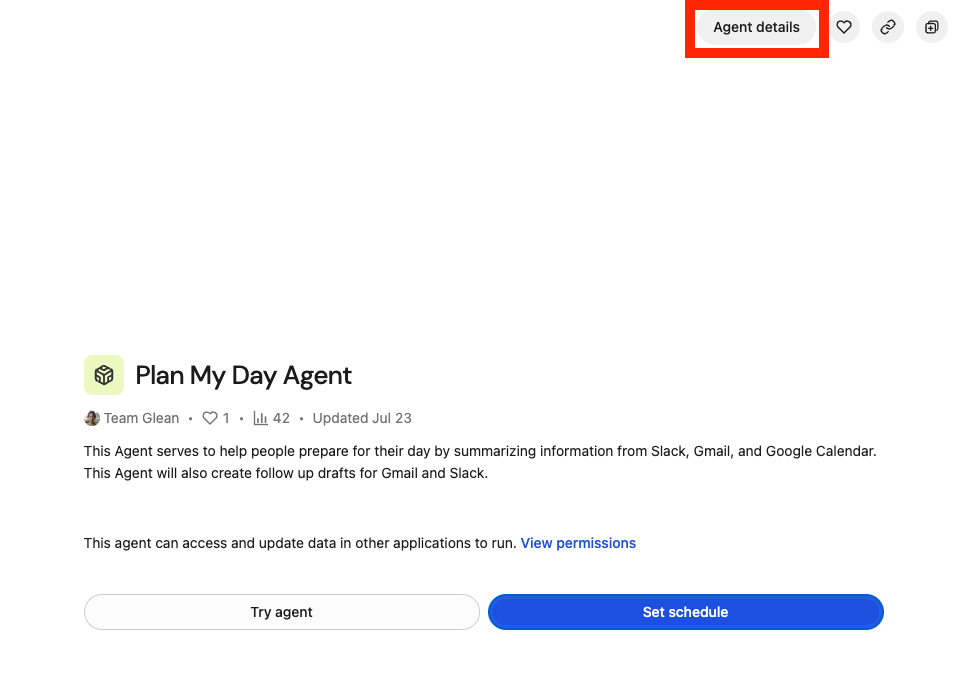 Agent details
Plan My Day Agent
Team Glean • 1 • 42 • Updated Jul 23
This Agent serves to help people prepare for their day by summarizing information from Slack, Gmail, and Google Calendar.
This Agent will also create follow up drafts for Gmail and Slack.
This agent can access and update data in other applications to run. View permissions
Try agent
Set schedule